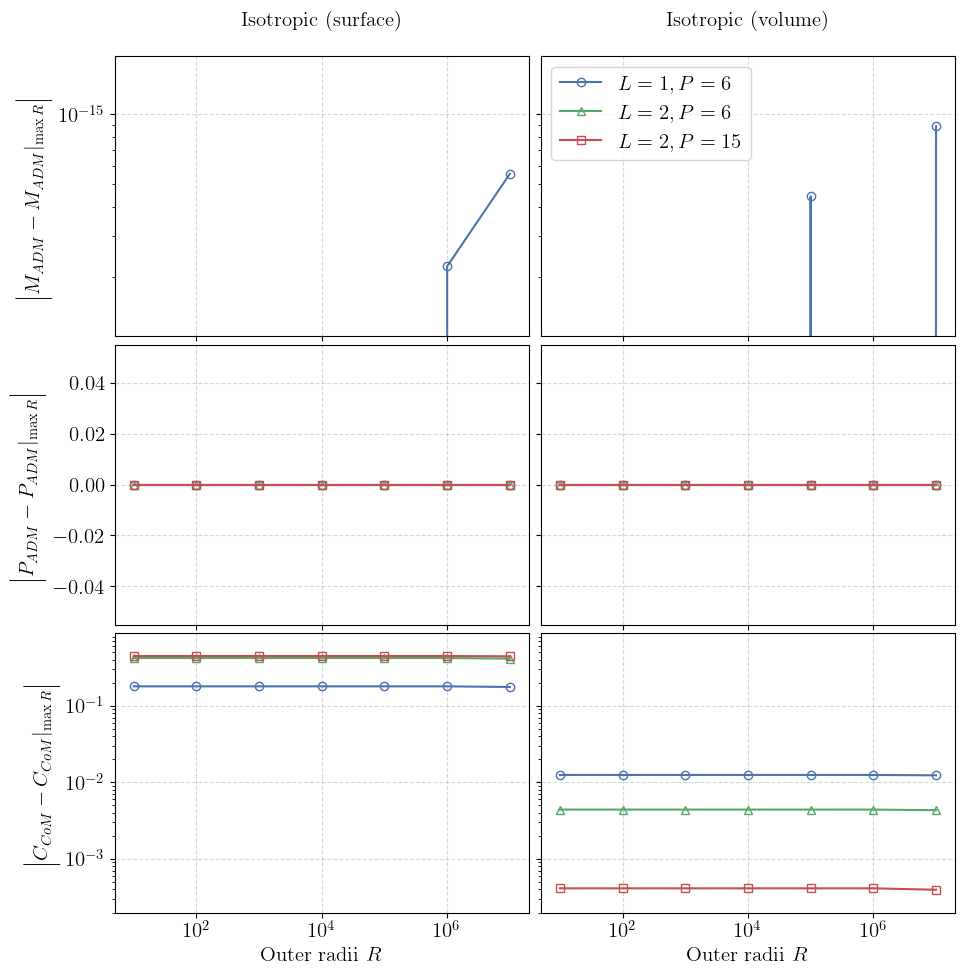 Isotropic (surface)
Isotropic (volume)
|M_{ADM} − M_{ADM}|_{max R}|
10^{−15}
L = 1, P = 6
L = 2, P = 6
L = 2, P = 15
|P_{ADM} − P_{ADM}|_{max R}|
0.04
0.02
0.00
−0.02
−0.04
|C_{CoM} − C_{CoM}|_{max R}|
10^{−1}
10^{−2}
10^{−3}
10^2 10^4 10^6
10^2 10^4 10^6
Outer radii R
Outer radii R